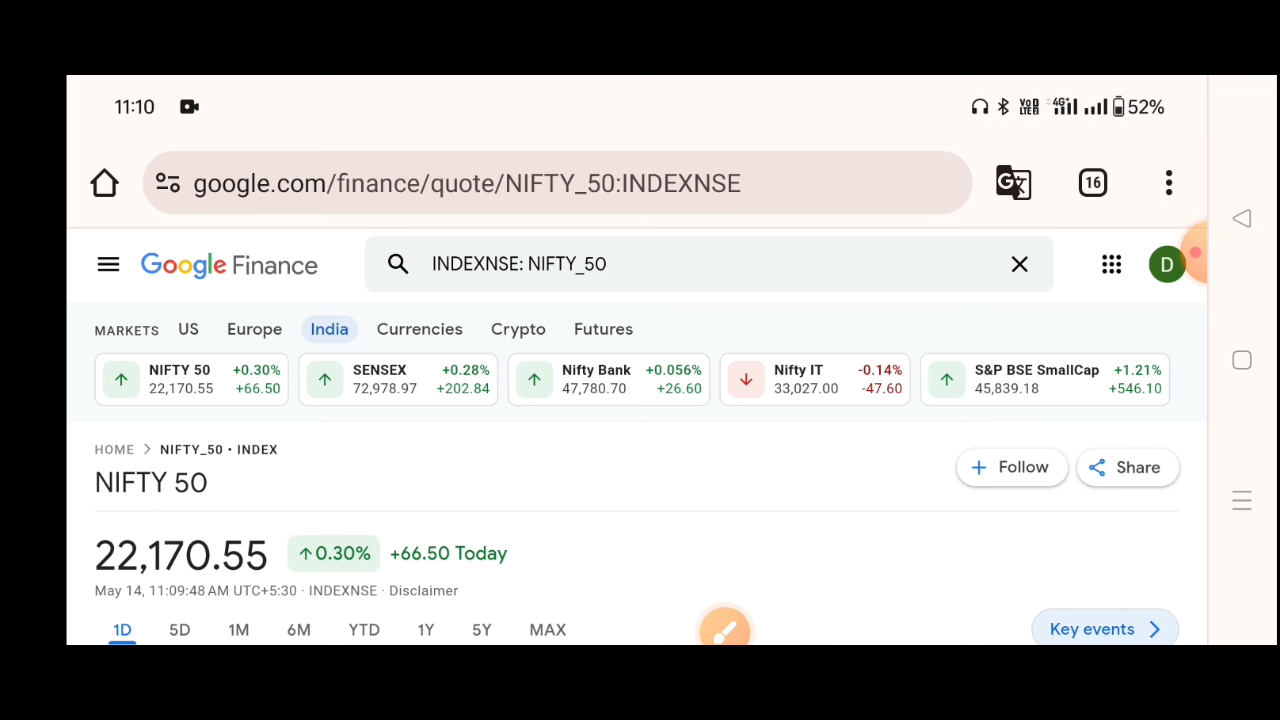 11:10 VoD LTE2 4G+ 52%
google.com/finance/quote/NIFTY_50:INDEXNSE 16
Google Finance INDEXNSE: NIFTY_50 D
MARKETS US Europe India Currencies Crypto Futures
NIFTY 50 +0.30% SENSEX +0.28% Nifty Bank +0.056% Nifty IT -0.14% S&P BSE SmallCap +1.21%
22,170.55 +66.50 72,978.97 +202.84 47,780.70 +26.60 33,027.00 -47.60 45,839.18 +546.10
HOME > NIFTY_50 • INDEX
NIFTY 50
Follow Share
22,170.55 ↑0.30% +66.50 Today
May 14, 11:09:48 AM UTC+5:30 · INDEXNSE · Disclaimer
1D 5D 1M 6M YTD 1Y 5Y MAX Key events